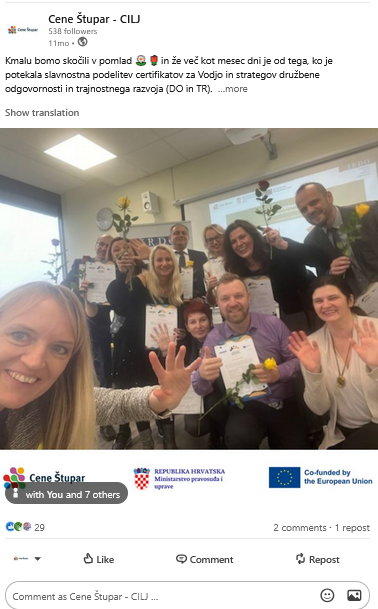 Cene Štupar - CILJ
538 followers
11mo •
Kmalu bomo skočili v pomlad 💐🌹 in že več kot mesec dni je od tega, ko je
potekala slavnostna podelitev certifikatov za Vodjo in strategov družbene
odgovornosti in trajnostnega razvoja (DO in TR). ...more
Show translation
Cene Štupar
REPUBLIKA HRVATSKA
Ministarstvo pravosuđa i
uprave
Co-funded by
the European Union
with You and 7 others
29
2 comments · 1 repost
Like
Comment
Repost
Comment as Cene Štupar - CILJ ...